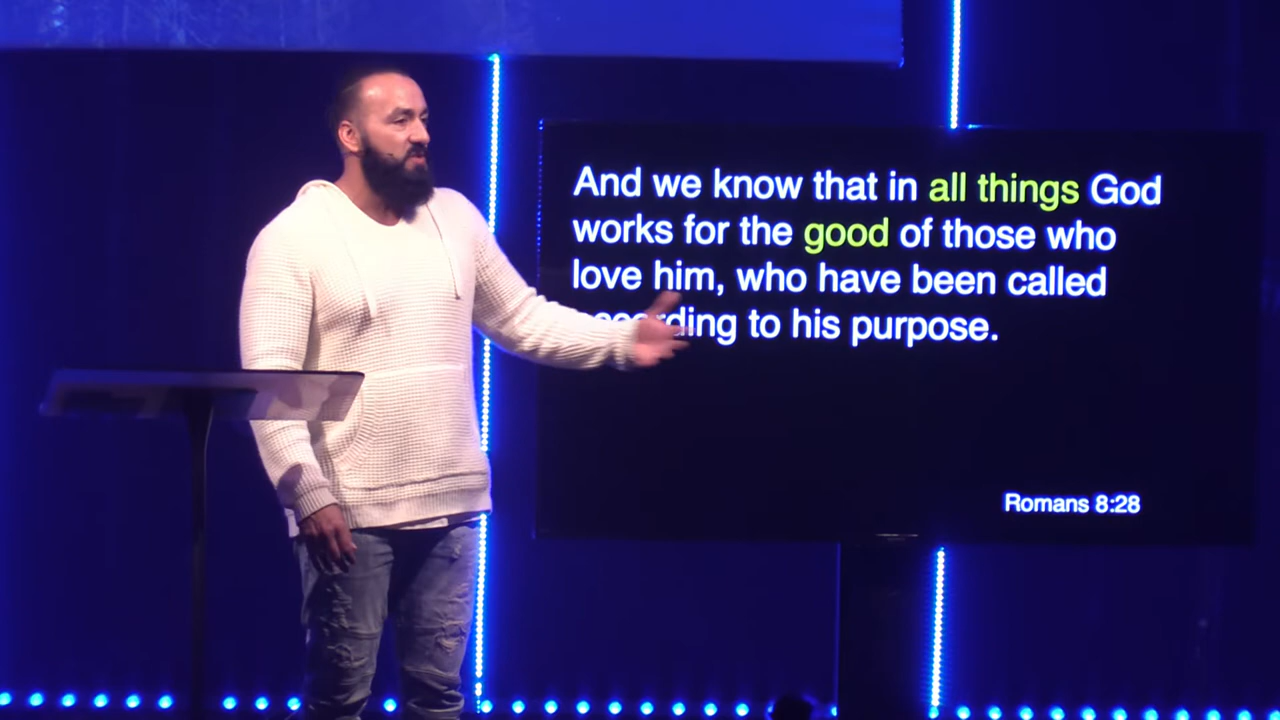 And we know that in all things God
works for the good of those who
love him, who have been called
according to his purpose.
Romans 8:28